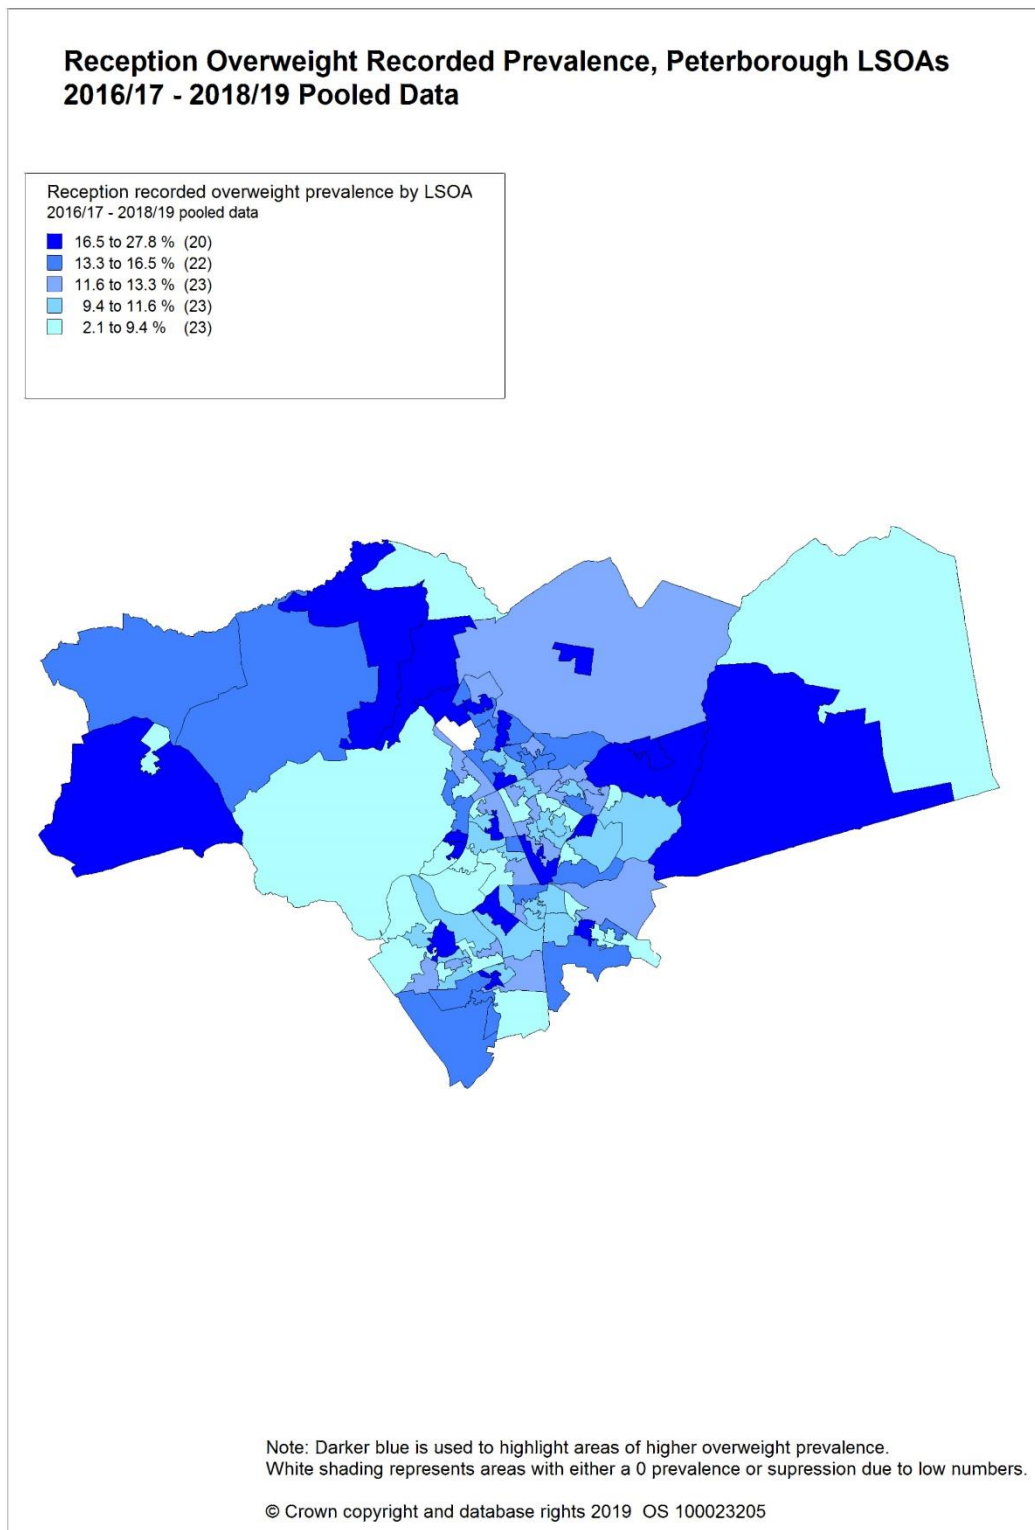 Reception Overweight Recorded Prevalence, Peterborough LSOAs
2016/17 - 2018/19 Pooled Data
Reception recorded overweight prevalence by LSOA
2016/17 - 2018/19 pooled data
16.5 to 27.8 % (20)
13.3 to 16.5 % (22)
11.6 to 13.3 % (23)
9.4 to 11.6 % (23)
2.1 to 9.4 % (23)
Note: Darker blue is used to highlight areas of higher overweight prevalence.
White shading represents areas with either a 0 prevalence or supression due to low numbers.
© Crown copyright and database rights 2019 OS 100023205